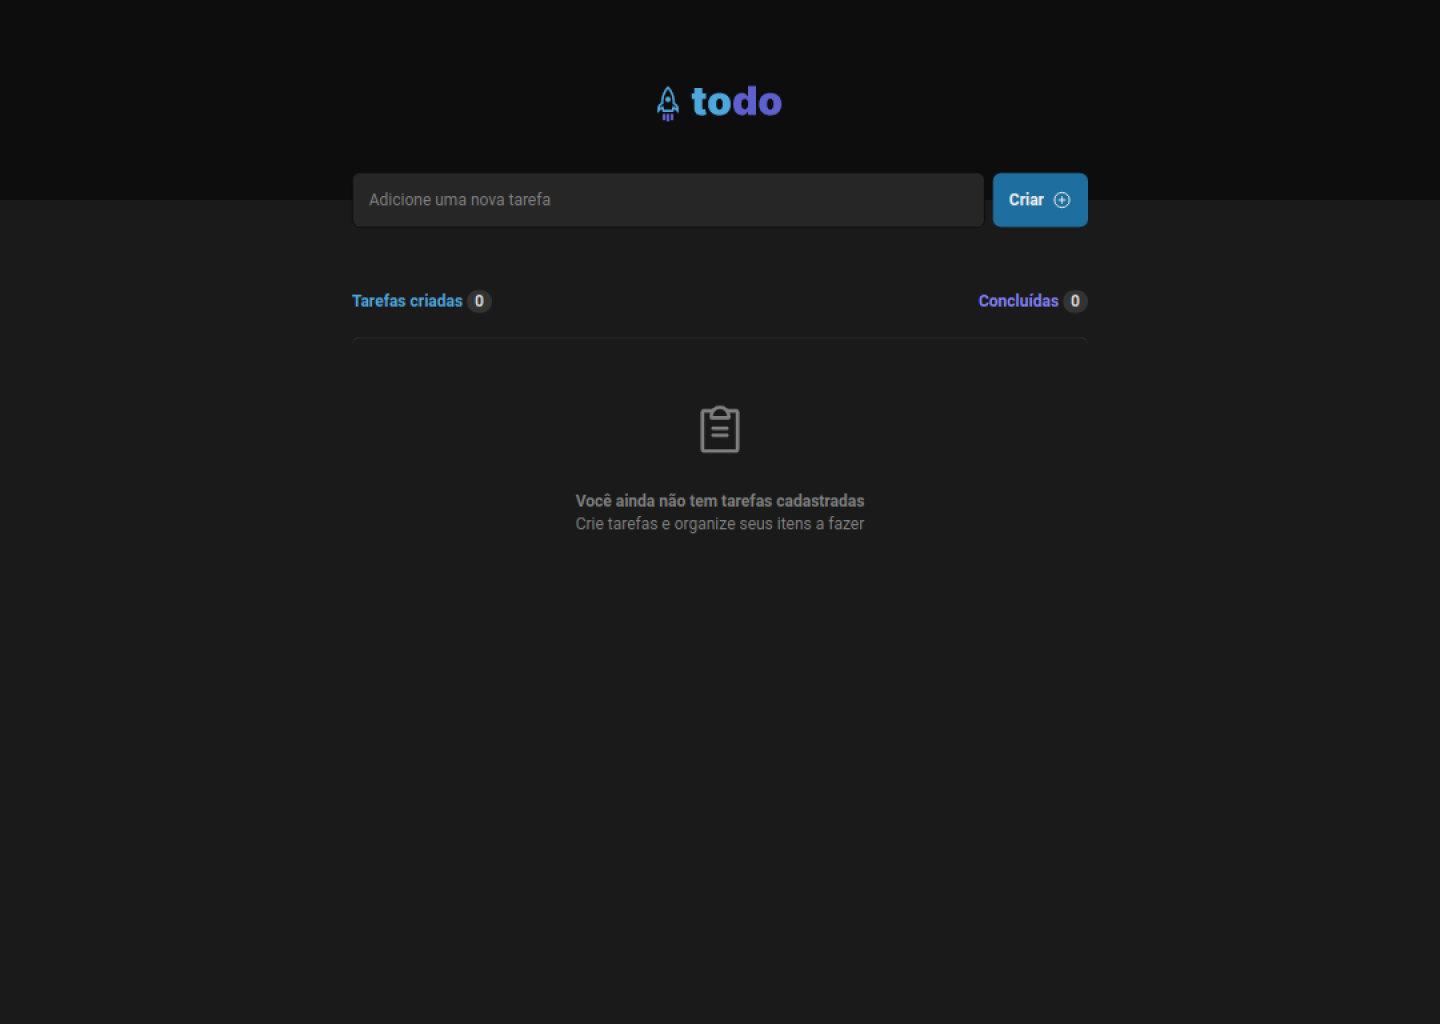 todo
Adicione uma nova tarefa
Criar
Tarefas criadas 0
Concluídas 0
Você ainda não tem tarefas cadastradas
Crie tarefas e organize seus itens a fazer